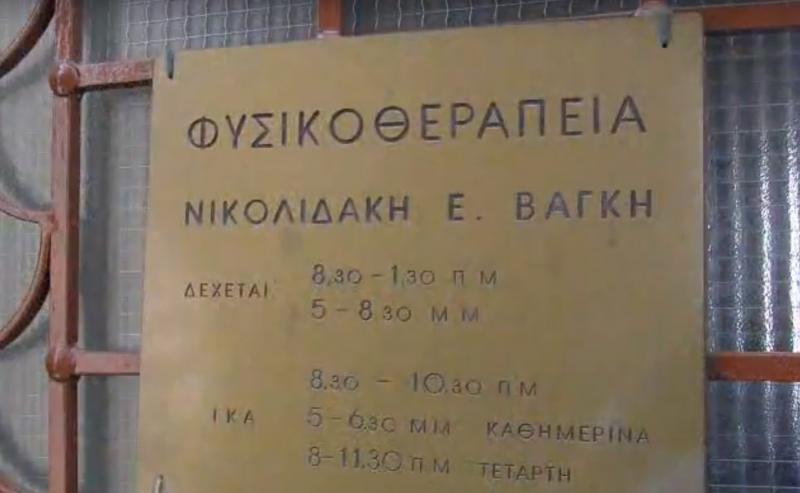 ΦΥΣΙΚΟΘΕΡΑΠΕΙΑ
ΝΙΚΟΛΙΔΑΚΗ Ε. ΒΑΓΚΗ
ΔΕΧΕΤΑΙ 8,30 - 1,30 Π Μ
5 - 8 30 Μ Μ
8,30 - 10,30 Π Μ
ΙΚΑ 5 - 6,30 Μ Μ ΚΑΘΗΜΕΡΙΝΑ
8 - 11,30 Π Μ ΤΕΤΑΡΤΗ